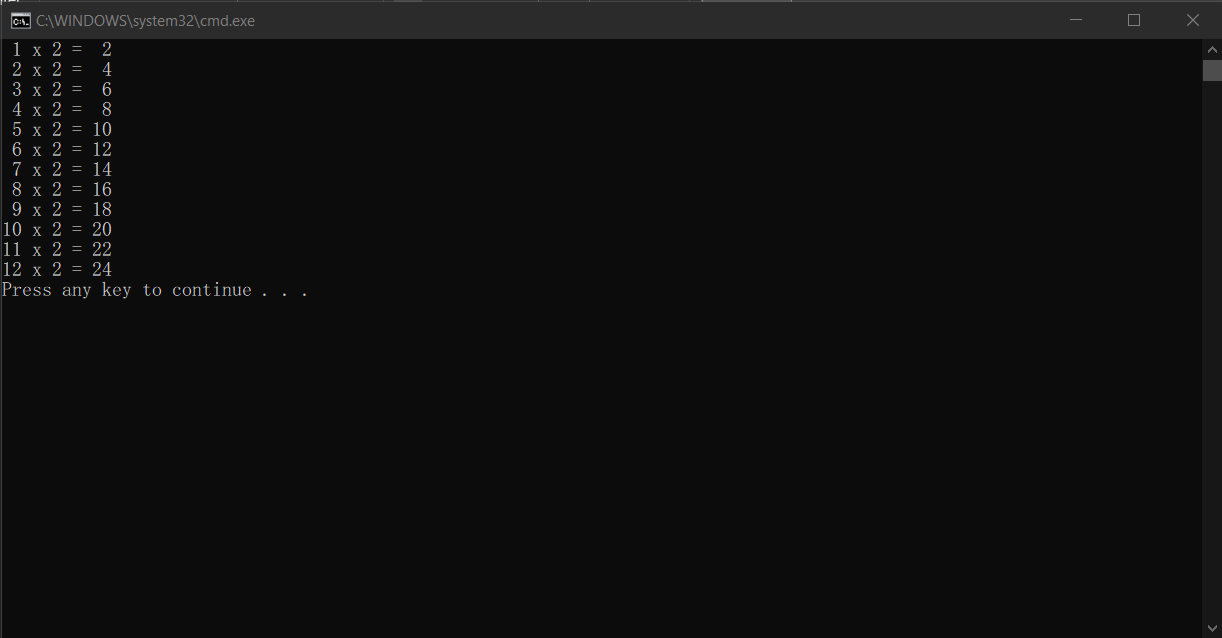 C:\WINDOWS\system32\cmd.exe
 1 x 2 =  2
 2 x 2 =  4
 3 x 2 =  6
 4 x 2 =  8
 5 x 2 = 10
 6 x 2 = 12
 7 x 2 = 14
 8 x 2 = 16
 9 x 2 = 18
10 x 2 = 20
11 x 2 = 22
12 x 2 = 24
Press any key to continue . . .